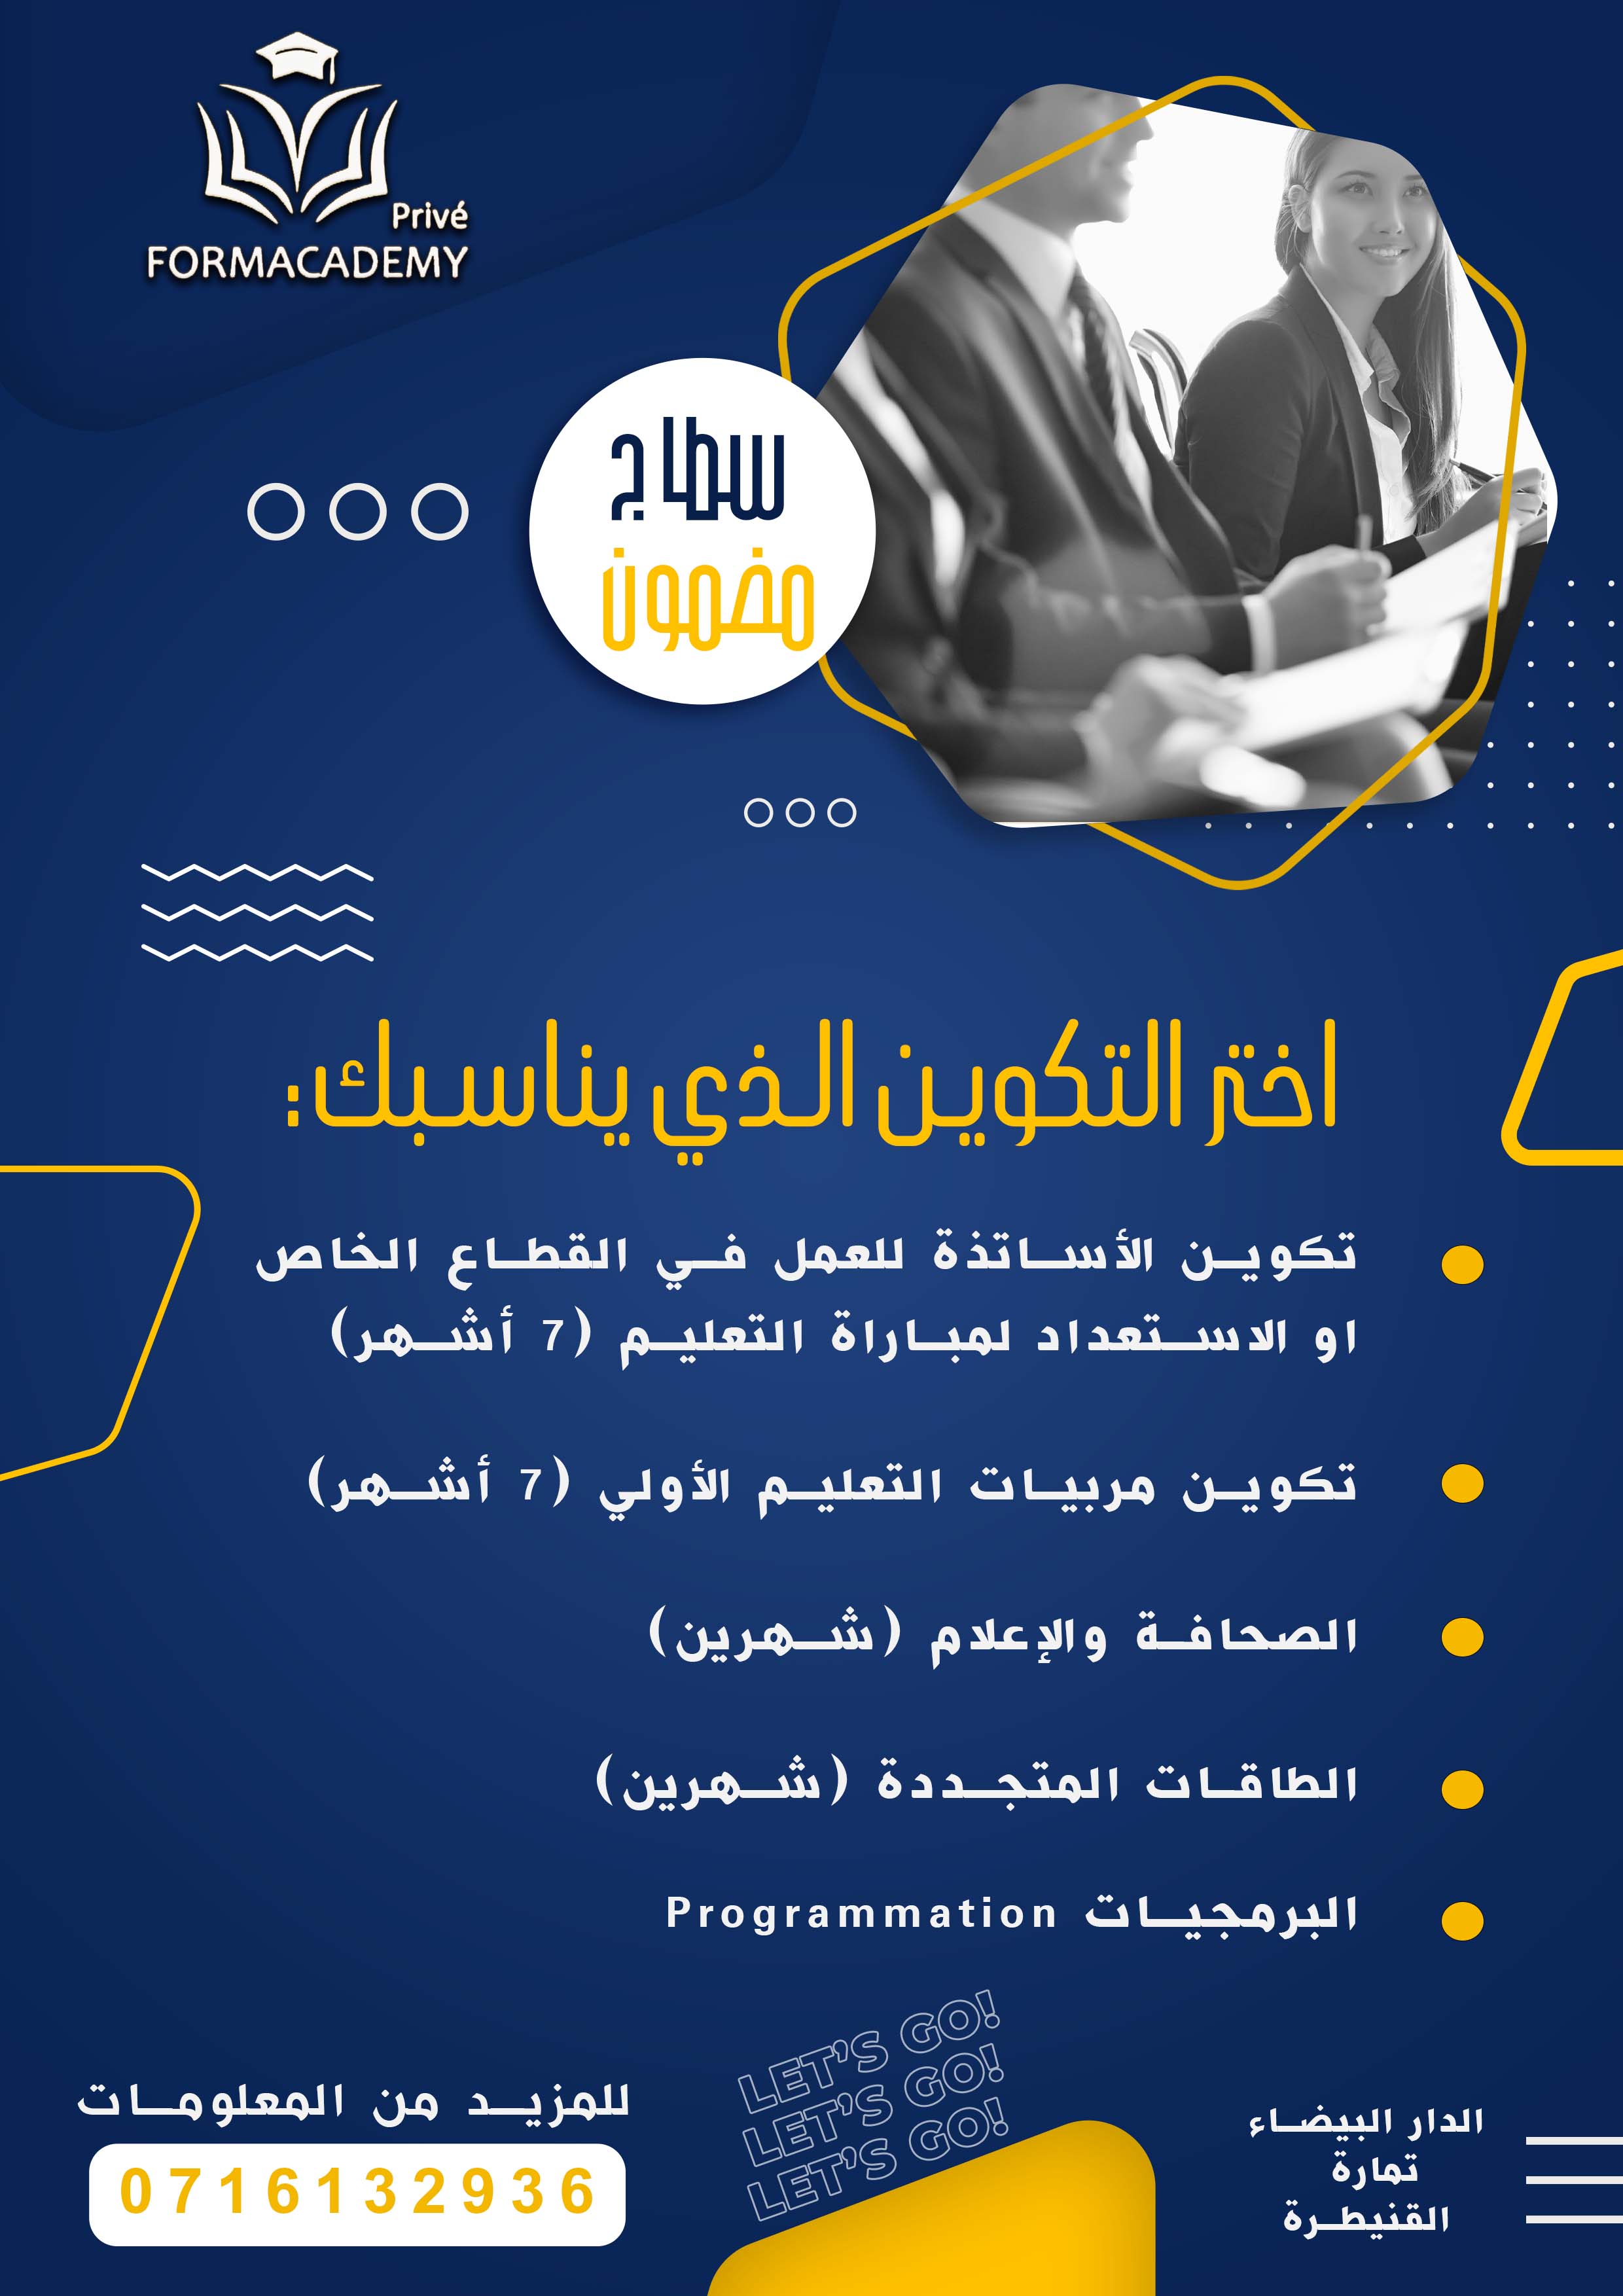 Privé
FORMACADEMY
سطاج
مضمون
اختر التكوين الذي يناسبك:
تكوين الأساتذة للعمل في القطاع الخاص
او الاستعداد لمباراة التعليم (7 أشهر)
تكوين مربيات التعليم الأولي (7 أشهر)
الصحافة والإعلام (شهرين)
الطاقات المتجددة (شهرين)
البرمجيات Programmation
LET'S GO!
LET'S GO!
LET'S GO!
للمزيد من المعلومات
0716132936
الدار البيضاء
تمارة
القنيطرة